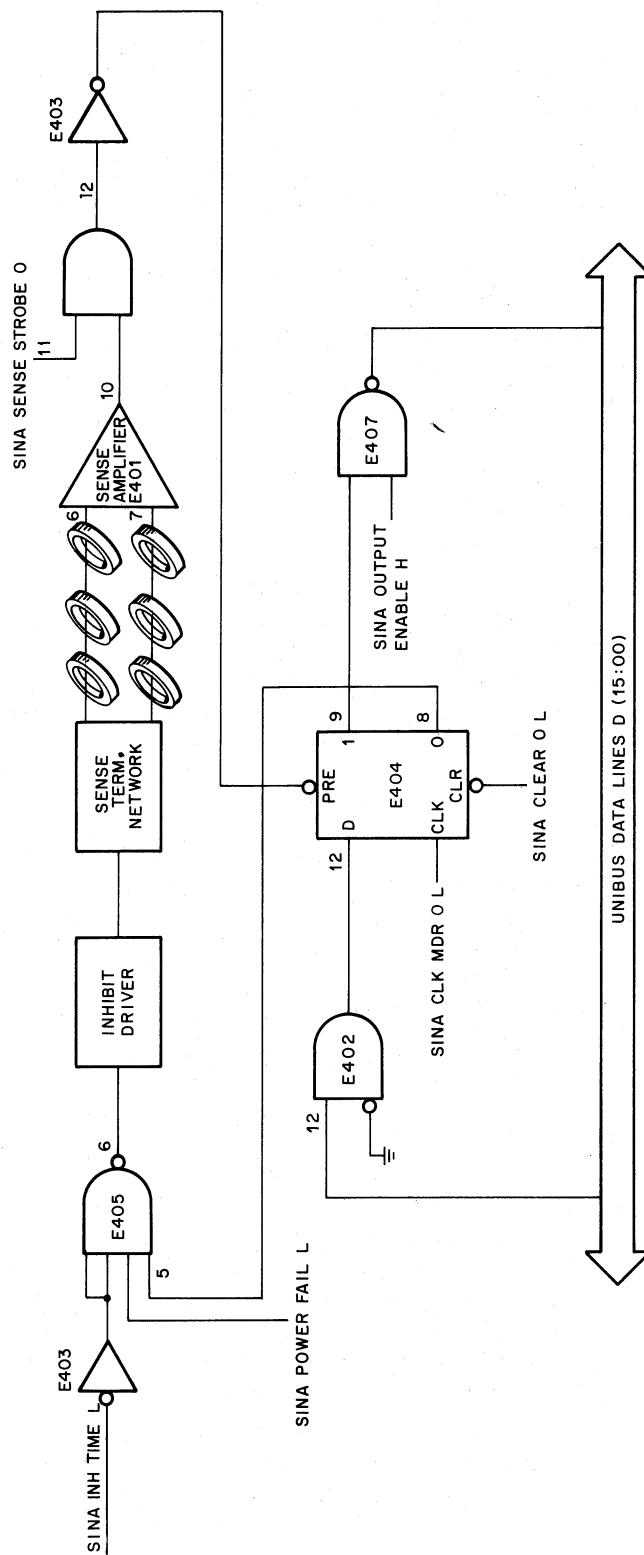 SINA INH TIME L
E403
E405
5
6
SINA POWER FAIL L
INHIBIT
DRIVER
SENSE
TERM.
NETWORK
6
7
SENSE
AMPLIFIER
E401
10
11
SINA SENSE STROBE 0
12
E403
12
E402
12
D
PRE
1
9
E404
CLK
CLR
0
8
SINA CLK MDR 0 L
SINA CLEAR 0 L
SINA OUTPUT
ENABLE H
E407
UNIBUS DATA LINES D (15:00)